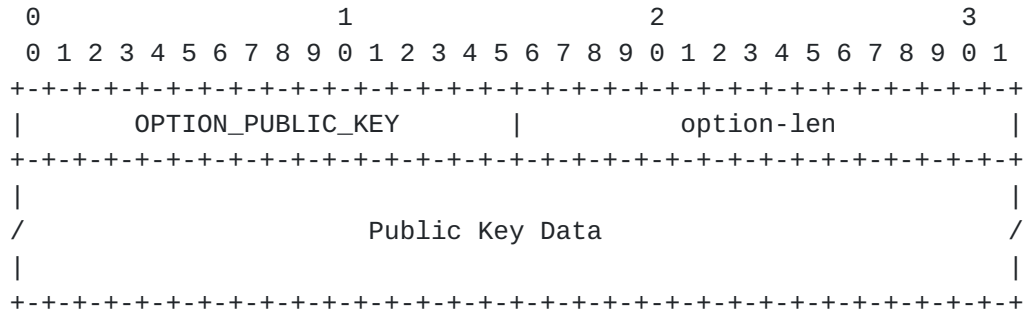 0                   1                   2                   3
 0 1 2 3 4 5 6 7 8 9 0 1 2 3 4 5 6 7 8 9 0 1 2 3 4 5 6 7 8 9 0 1
+-+-+-+-+-+-+-+-+-+-+-+-+-+-+-+-+-+-+-+-+-+-+-+-+-+-+-+-+-+-+-+-+
|       OPTION_PUBLIC_KEY       |          option-len           |
+-+-+-+-+-+-+-+-+-+-+-+-+-+-+-+-+-+-+-+-+-+-+-+-+-+-+-+-+-+-+-+-+
|                                                               |
/                      Public Key Data                          /
|                                                               |
+-+-+-+-+-+-+-+-+-+-+-+-+-+-+-+-+-+-+-+-+-+-+-+-+-+-+-+-+-+-+-+-+